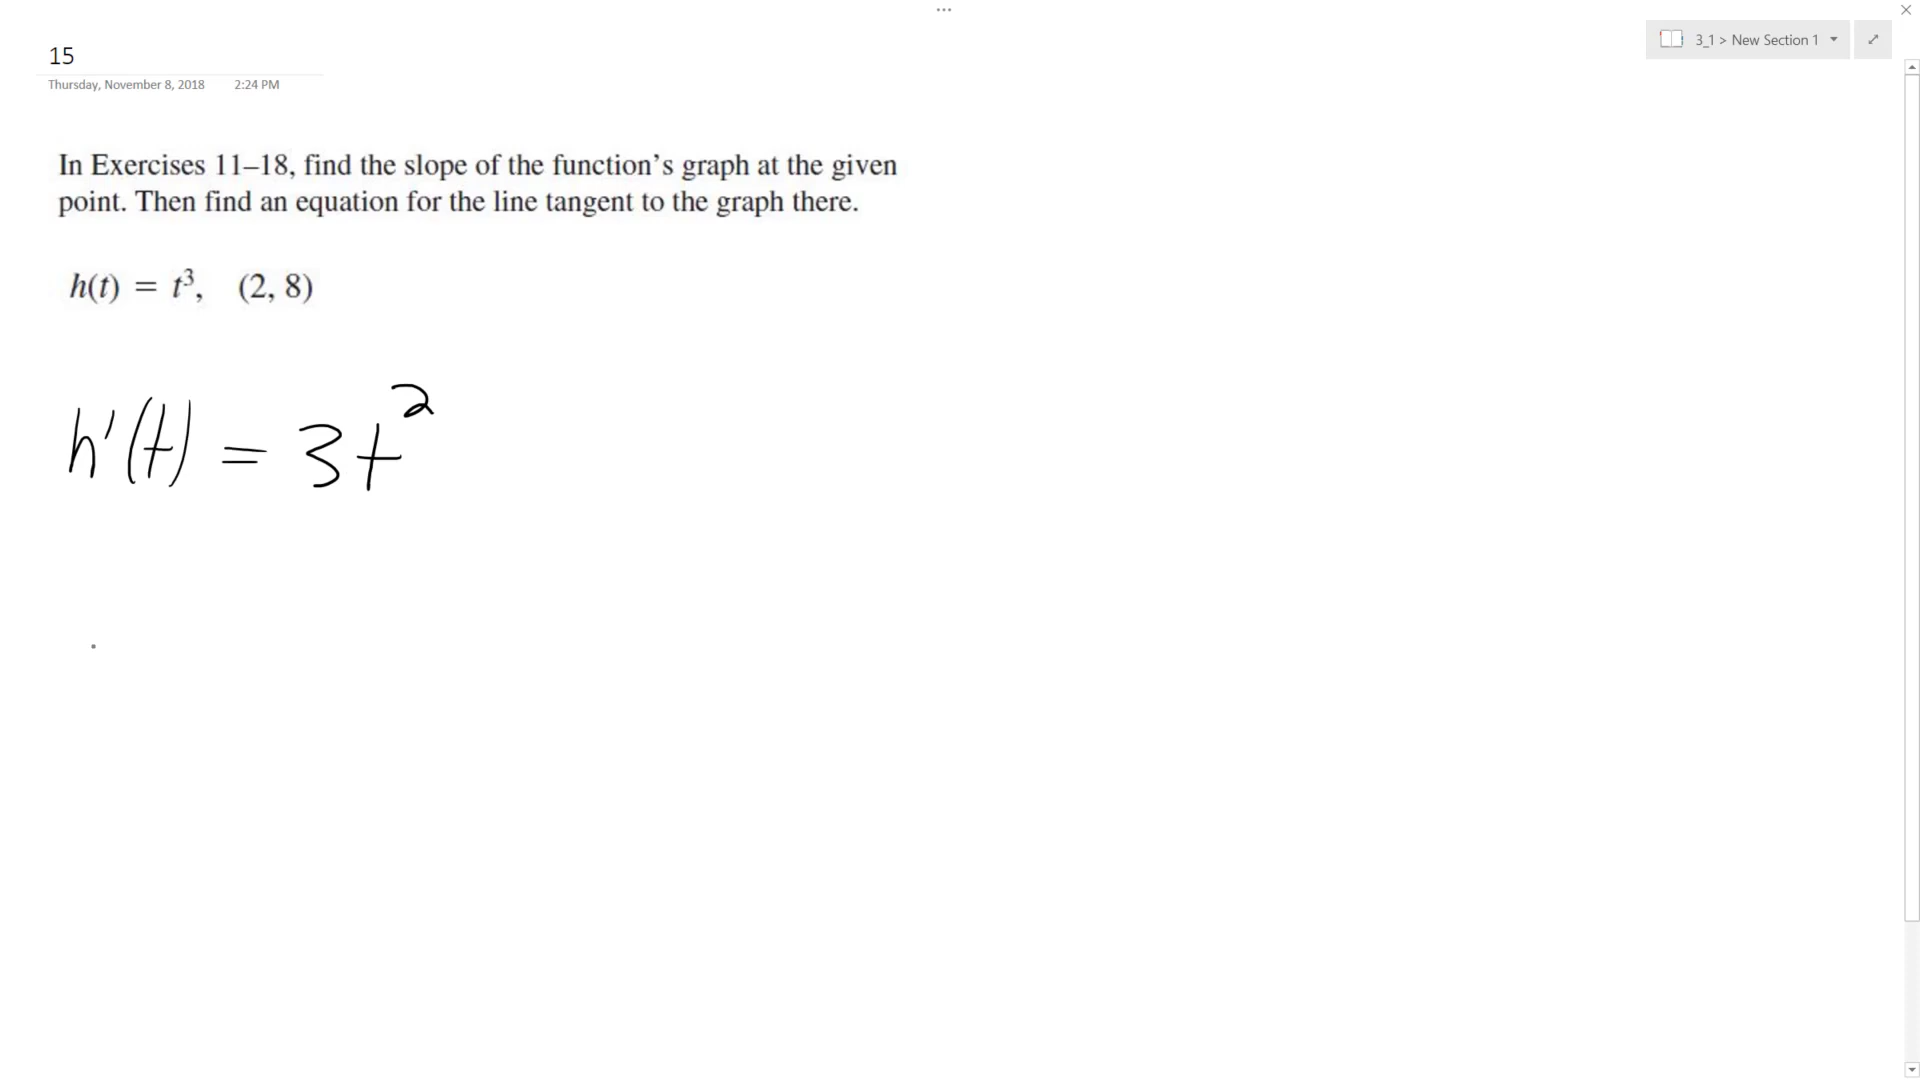 ...
3_1 > New Section 1
15
Thursday, November 8, 2018 2:24 PM
In Exercises 11–18, find the slope of the function’s graph at the given
point. Then find an equation for the line tangent to the graph there.
h(t) = t³, (2, 8)
h'(t) = 3t²